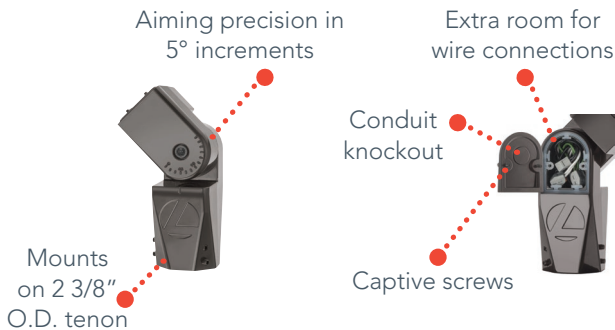 Aiming precision in
5° increments
Extra room for
wire connections
Conduit
knockout
Mounts
on 2 3/8”
O.D. tenon
Captive screws